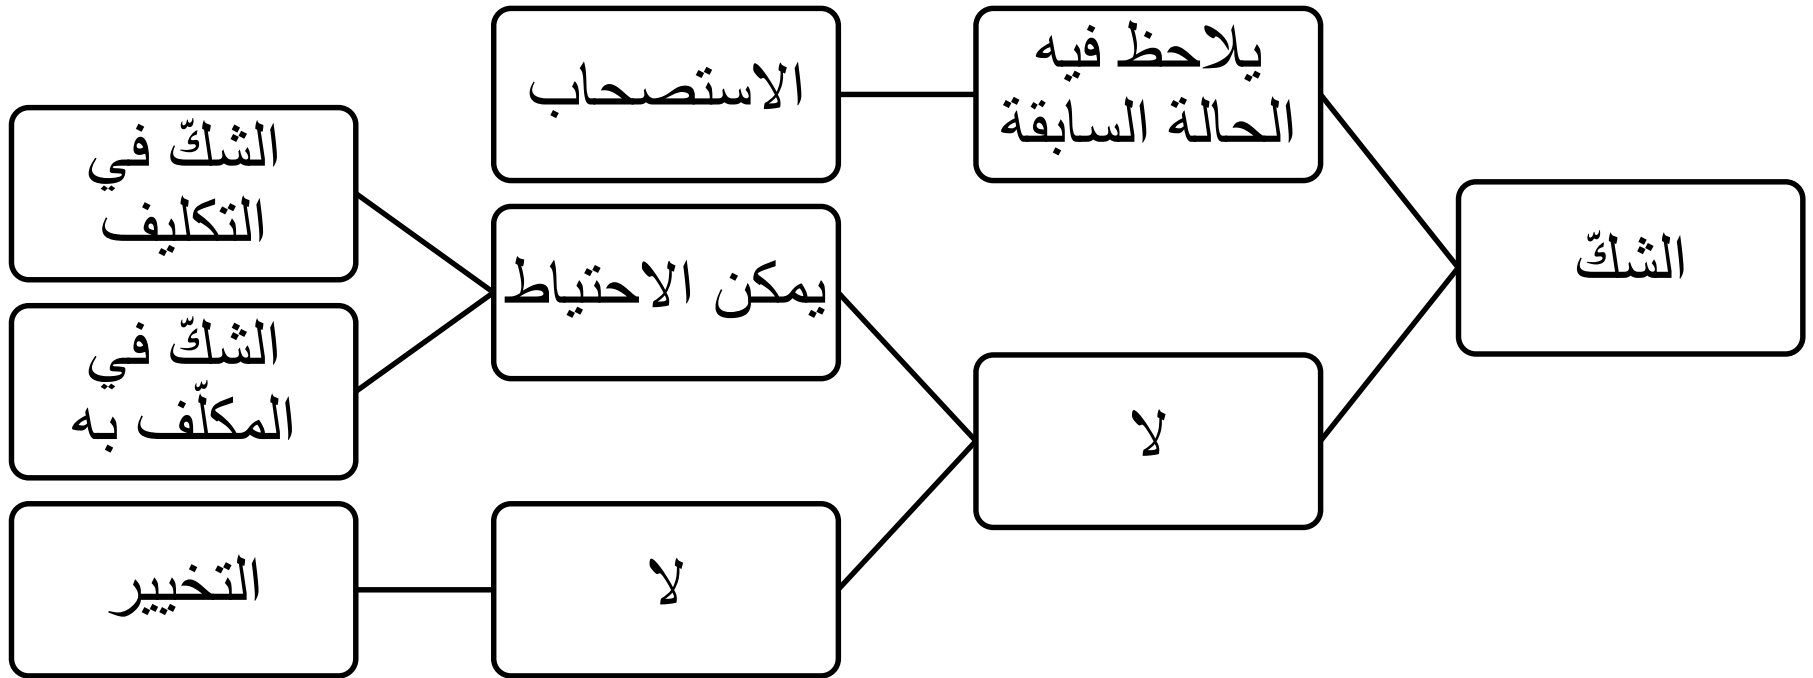 الشكّ
يلاحظ فيه
الحالة السابقة
الاستصحاب
لا
يمكن الاحتياط
الشكّ في
التكليف
الشكّ في
المكلّف به
لا
التخيير